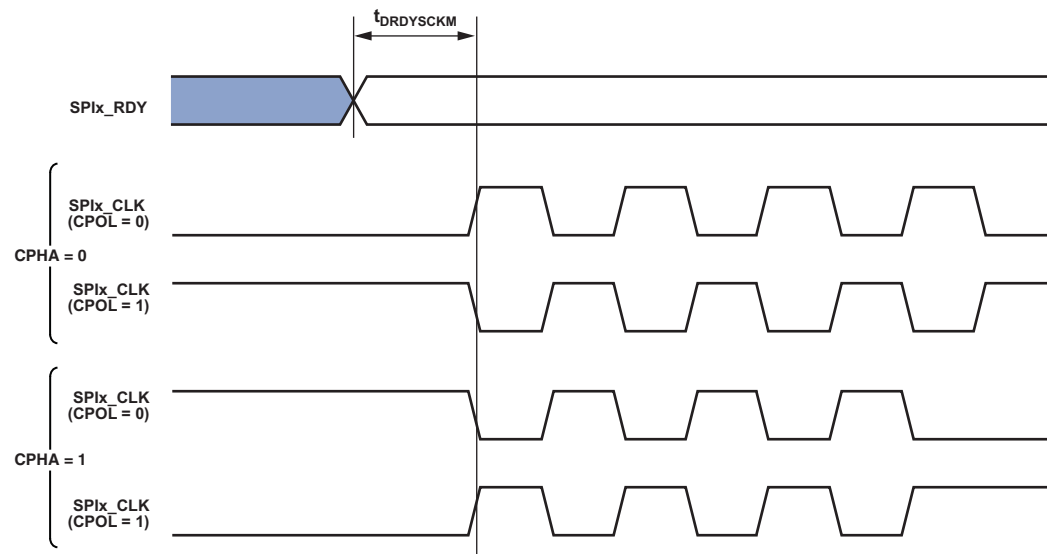 tDRDYSCKM
SPIx_RDY
SPIx_CLK
(CPOL = 0)
CPHA = 0
SPIx_CLK
(CPOL = 1)
SPIx_CLK
(CPOL = 0)
CPHA = 1
SPIx_CLK
(CPOL = 1)